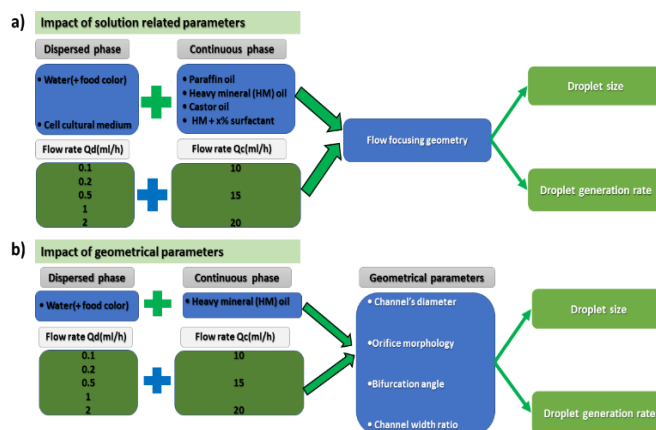 a)
Impact of solution related parameters
Dispersed phase
Continuous phase
• Water(+food color)
• Cell cultural medium
• Paraffin oil
• Heavy mineral (HM) oil
• Castor oil
• HM + x% surfactant
Flow rate Qd(ml/h)
Flow rate Qc(ml/h)
0.1
0.2
0.5
1
2
10
15
20
Flow focusing geometry
Droplet size
Droplet generation rate
b)
Impact of geometrical parameters
Dispersed phase
Continuous phase
Geometrical parameters
• Water(+food color)
• Heavy mineral (HM) oil
Flow rate Qd(ml/h)
Flow rate Qc(ml/h)
0.1
0.2
0.5
1
2
10
15
20
• Channel's diameter
•Orifice morphology
•Bifurcation angle
• Channel width ratio
Droplet size
Droplet generation rate